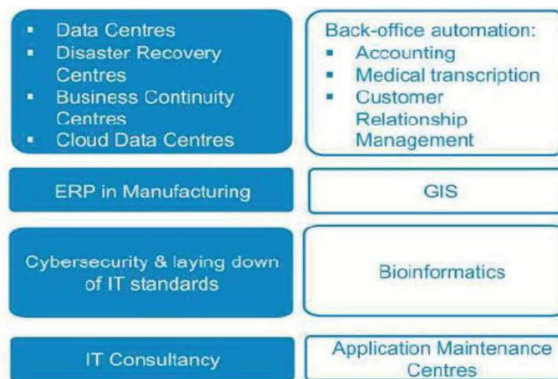 ▪ Data Centres
▪ Disaster Recovery
Centres
▪ Business Continuity
Centres
▪ Cloud Data Centres
Back-office automation:
▪ Accounting
▪ Medical transcription
▪ Customer
Relationship
Management
ERP in Manufacturing
GIS
Cybersecurity & laying down
of IT standards
Bioinformatics
IT Consultancy
Application Maintenance
Centres